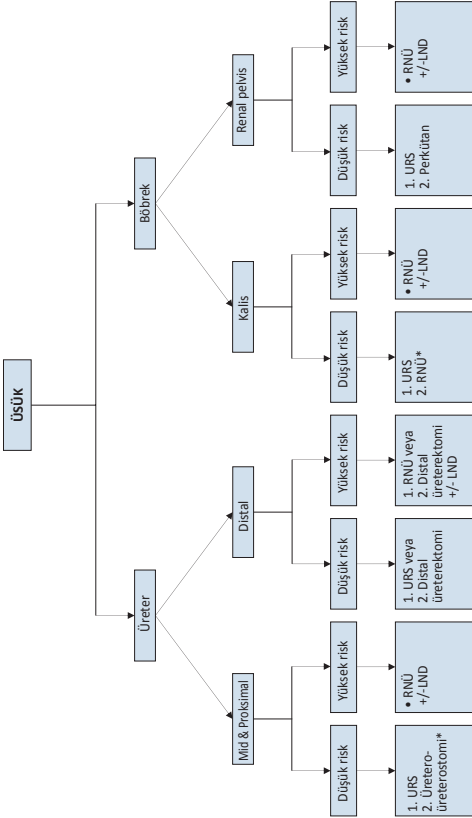 ÜSÜK
Üreter
Böbrek
Mid & Proksimal
Distal
Kalis
Renal pelvis
Düşük risk
Yüksek risk
Düşük risk
Yüksek risk
Düşük risk
Yüksek risk
Düşük risk
Yüksek risk
1. URS
2. Üretero-
üreterostomi*
• RNÜ
+/-LND
1. URS veya
2. Distal
üreterektomi
1. RNÜ veya
2. Distal
üreterektomi
+/- LND
1. URS
2. RNÜ*
• RNÜ
+/-LND
1. URS
2. Perkütan
• RNÜ
+/-LND